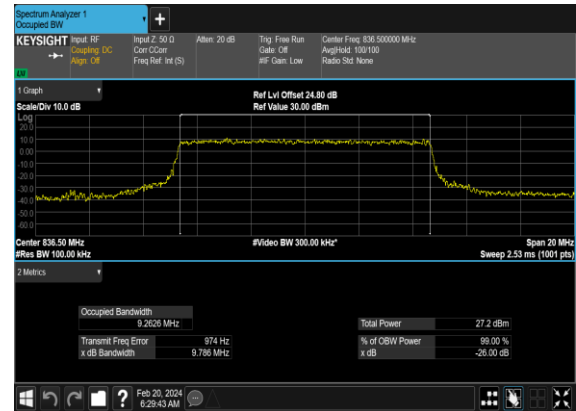 Spectrum Analyzer 1
Occupied BW
+
KEYSIGHT Input: RF Input Z: 50 Ω Atten: 20 dB Trig: Free Run Center Freq: 836.500000 MHz
Coupling: DC Corr CCorr Gate: Off Avg|Hold: 100/100
Align: Off Freq Ref: Int (S) #IF Gain: Low Radio Std: None
LXI
1 Graph
Ref Lvl Offset 24.80 dB
Scale/Div 10.0 dB Ref Value 30.00 dBm
Log
20.0
10.0
0.00
-10.0
-20.0
-30.0
-40.0
-50.0
-60.0
Center 836.50 MHz #Video BW 300.00 kHz* Span 20 MHz
#Res BW 100.00 kHz Sweep 2.53 ms (1001 pts)
2 Metrics
Occupied Bandwidth
9.2626 MHz Total Power 27.2 dBm
Transmit Freq Error 974 Hz % of OBW Power 99.00 %
x dB Bandwidth 9.786 MHz x dB -26.00 dB
? Feb 20, 2024
6:29:43 AM